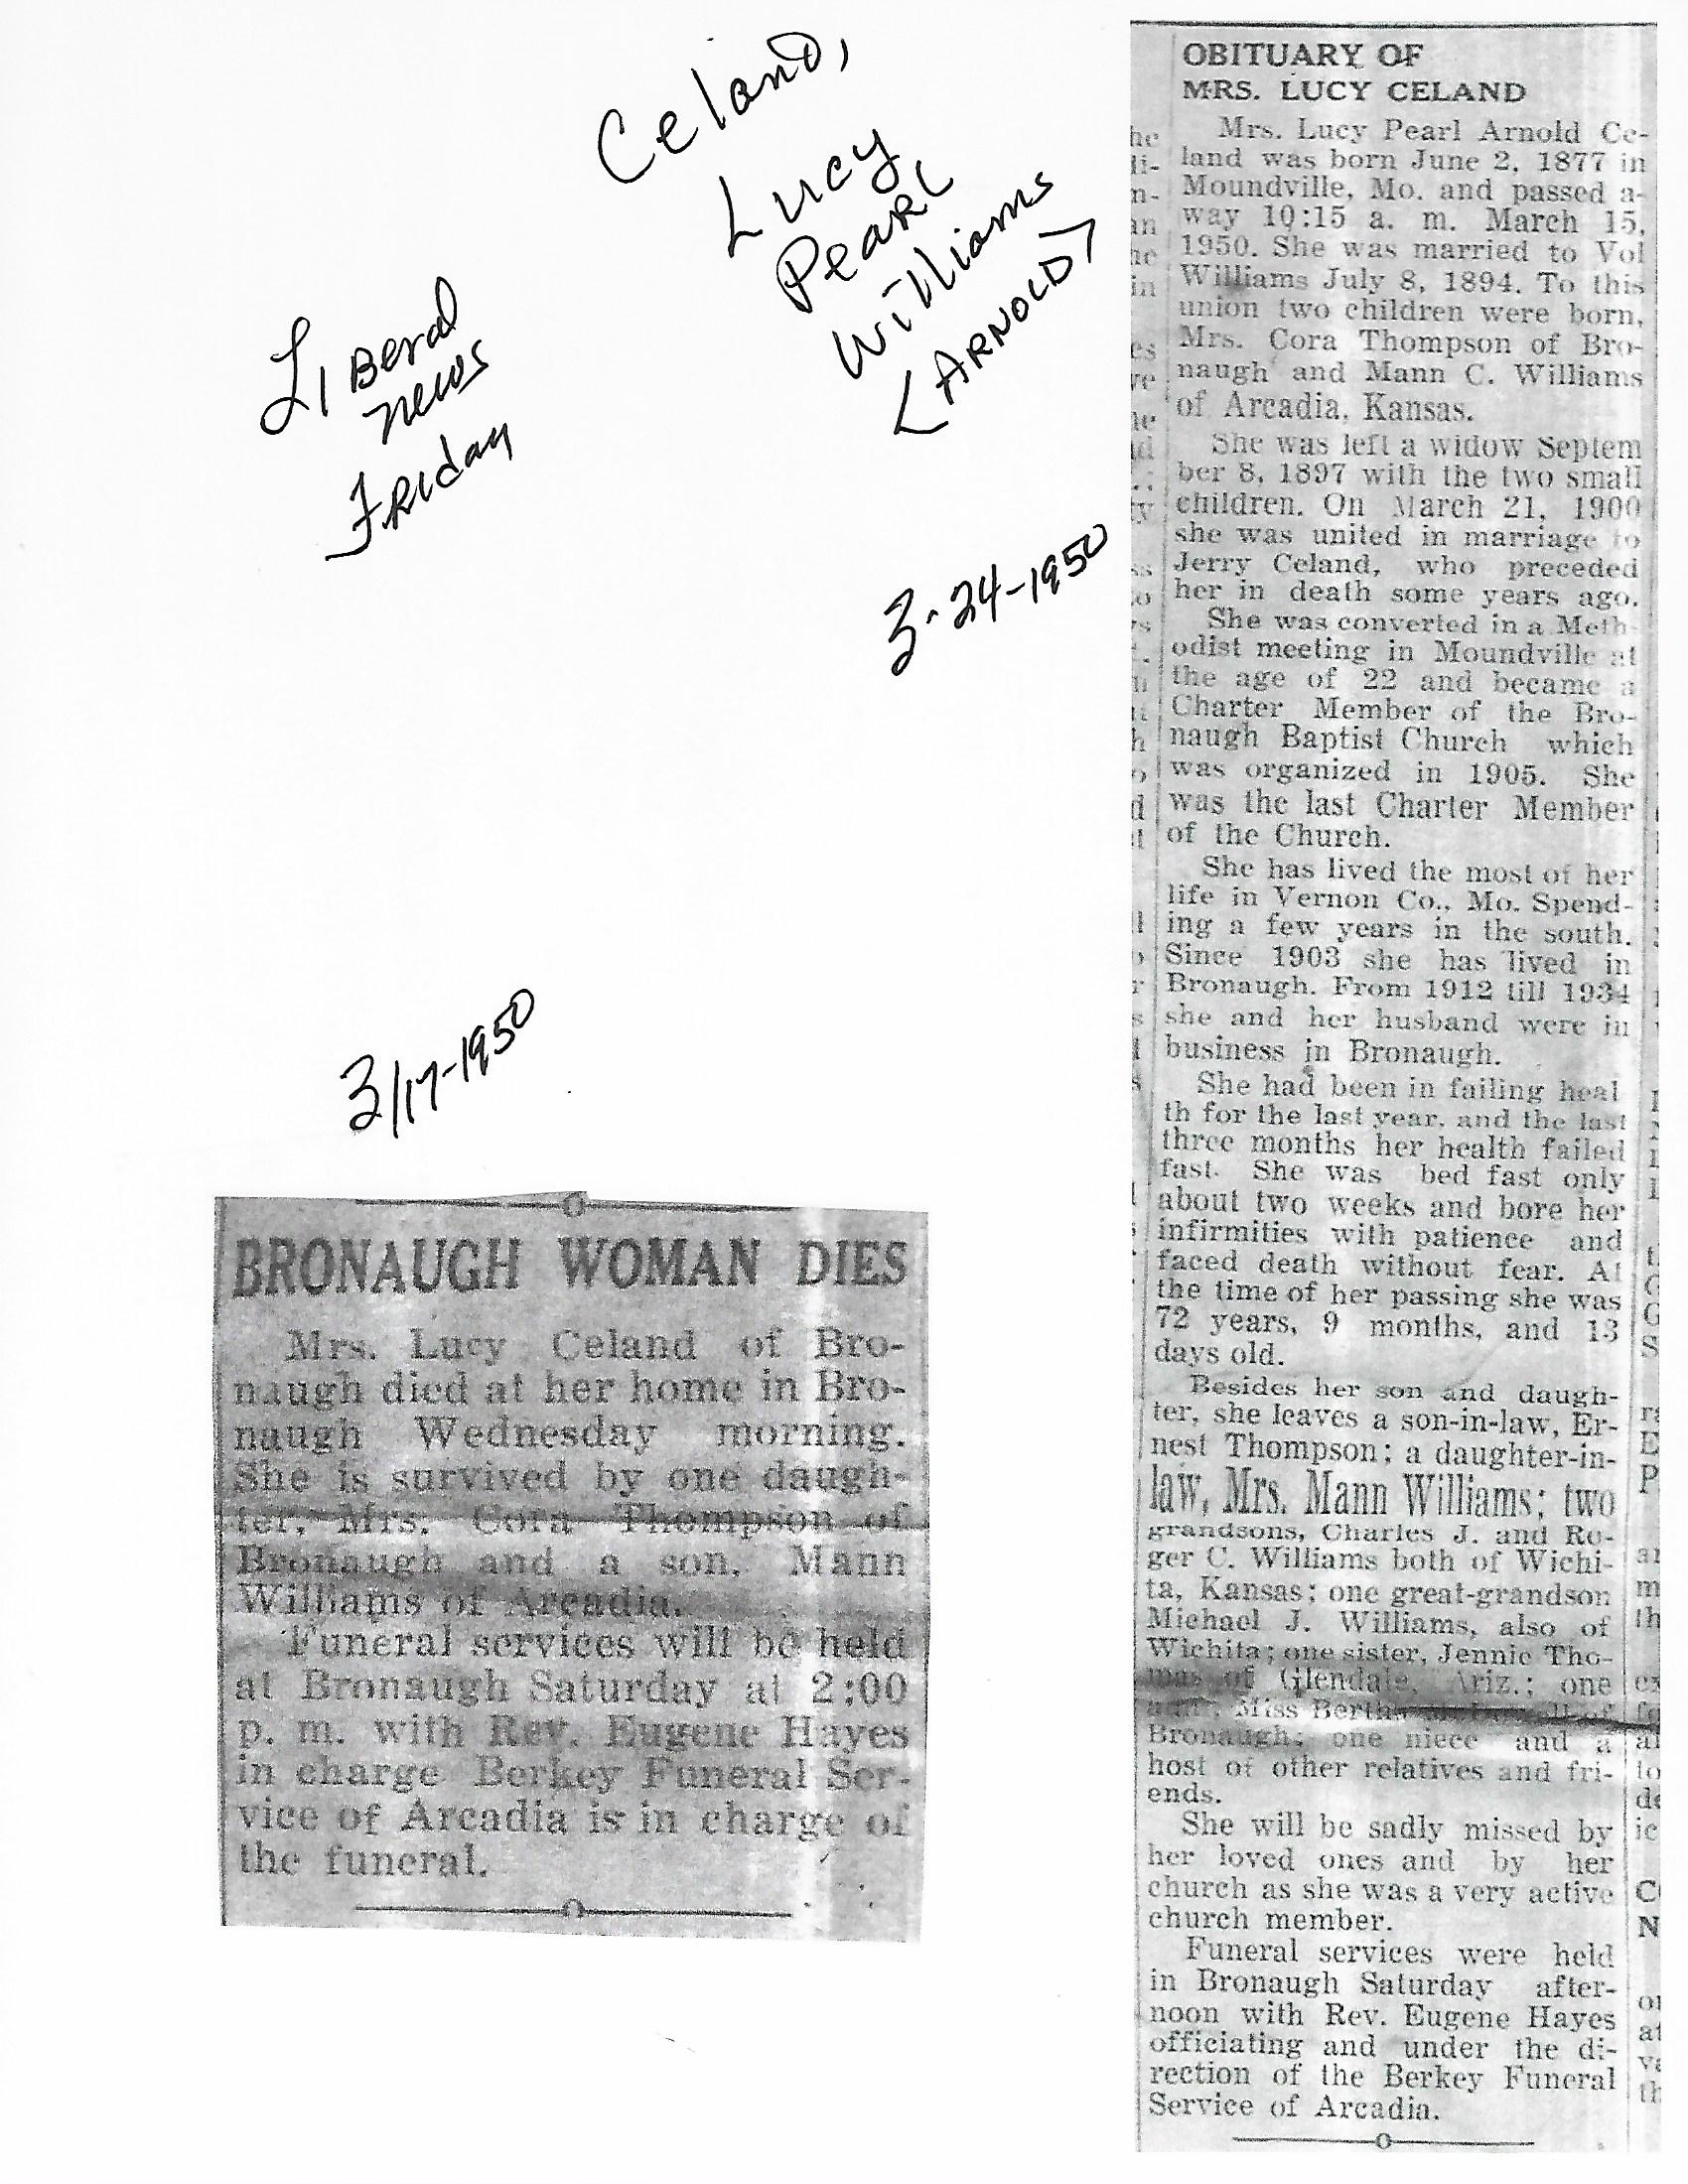 Celand,
Lucy
Pearl
Williams
<ARNOLD>
Liberal
news
Friday
3-24-1950
3/17-1950
BRONAUGH WOMAN DIES
Mrs. Lucy Celand of Bro-
naugh died at her home in Bro-
naugh Wednesday morning.
She is survived by one daugh-
ter, Mrs. Cora Thompson of
Bronaugh and a son, Mann
Williams of Arcadia.
Funeral services will be held
at Bronaugh Saturday at 2:00
p. m. with Rev. Eugene Hayes
in charge Berkey Funeral Ser-
vice of Arcadia is in charge of
the funeral.
OBITUARY OF
MRS. LUCY CELAND
Mrs. Lucy Pearl Arnold Ce-
land was born June 2, 1877 in
Moundville, Mo. and passed a-
way 10:15 a. m. March 15,
1950. She was married to Vol
Williams July 8, 1894. To this
union two children were born,
Mrs. Cora Thompson of Bro-
naugh and Mann C. Williams
of Arcadia, Kansas.
She was left a widow Septem
ber 8, 1897 with the two small
children. On March 21, 1900
she was united in marriage to
Jerry Celand, who preceded
her in death some years ago.
She was converted in a Meth-
odist meeting in Moundville at
the age of 22 and became a
Charter Member of the Bro-
naugh Baptist Church which
was organized in 1905. She
was the last Charter Member
of the Church.
She has lived the most of her
life in Vernon Co., Mo. Spend-
ing a few years in the south.
Since 1903 she has lived in
Bronaugh. From 1912 till 1934
she and her husband were in
business in Bronaugh.
She had been in failing heal
th for the last year, and the last
three months her health failed
fast. She was bed fast only
about two weeks and bore her
infirmities with patience and
faced death without fear. At
the time of her passing she was
72 years, 9 months, and 13
days old.
Besides her son and daugh-
ter, she leaves a son-in-law, Er-
nest Thompson; a daughter-in-
law, Mrs. Mann Williams; two
grandsons, Charles J. and Ro-
ger C. Williams both of Wichi-
ta, Kansas; one great-grandson
Michael J. Williams, also of
Wichita; one sister, Jennie Tho-
mas of Glendale, Ariz.; one
Miss Bertha of
Bronaugh; one niece and a
host of other relatives and fri-
ends.
She will be sadly missed by
her loved ones and by her
church as she was a very active
church member.
Funeral services were held
in Bronaugh Saturday after-
noon with Rev. Eugene Hayes
officiating and under the di-
rection of the Berkey Funeral
Service of Arcadia.